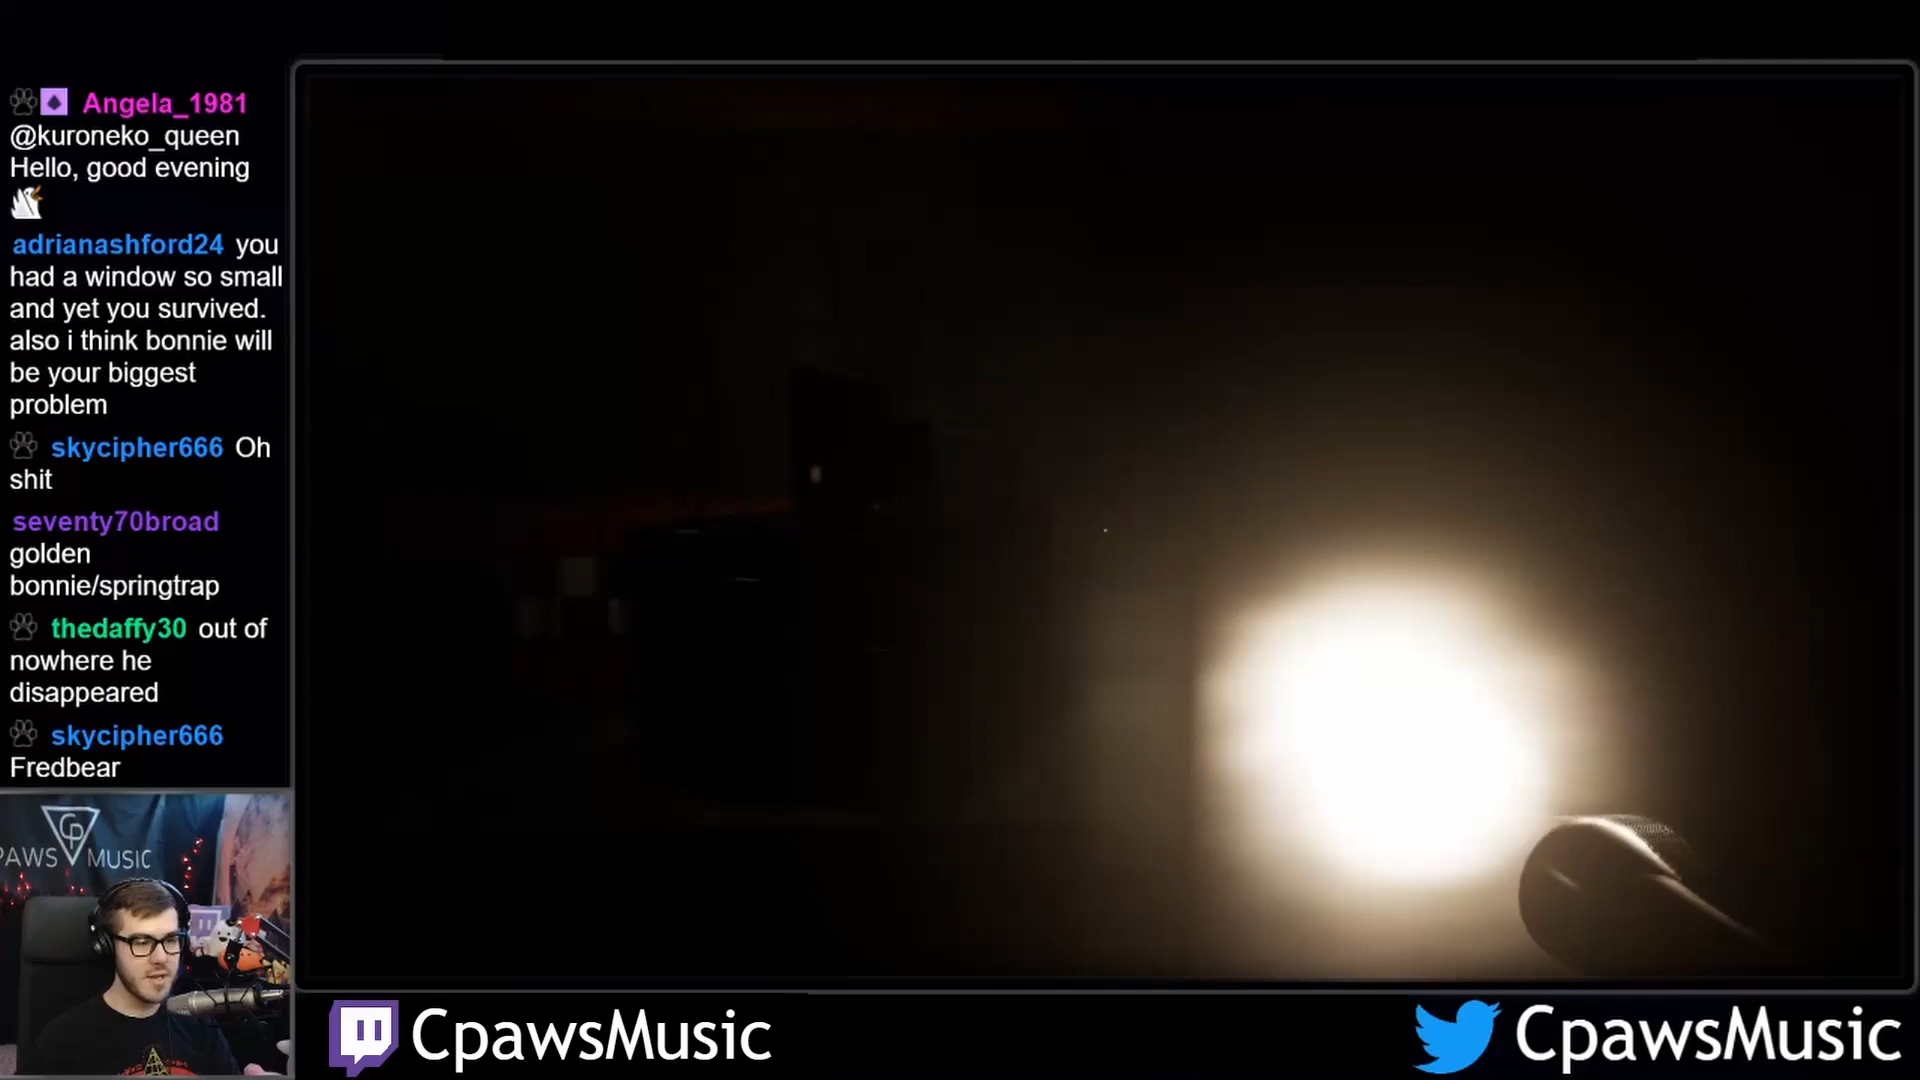 Angela_1981
@kuroneko_queen
Hello, good evening
adrianashford24 you
had a window so small
and yet you survived.
also i think bonnie will
be your biggest
problem
skycipher666 Oh
shit
seventy70broad
golden
bonnie/springtrap
thedaffy30 out of
nowhere he
disappeared
skycipher666
Fredbear
CP
PAWS MUSIC
CpawsMusic
CpawsMusic